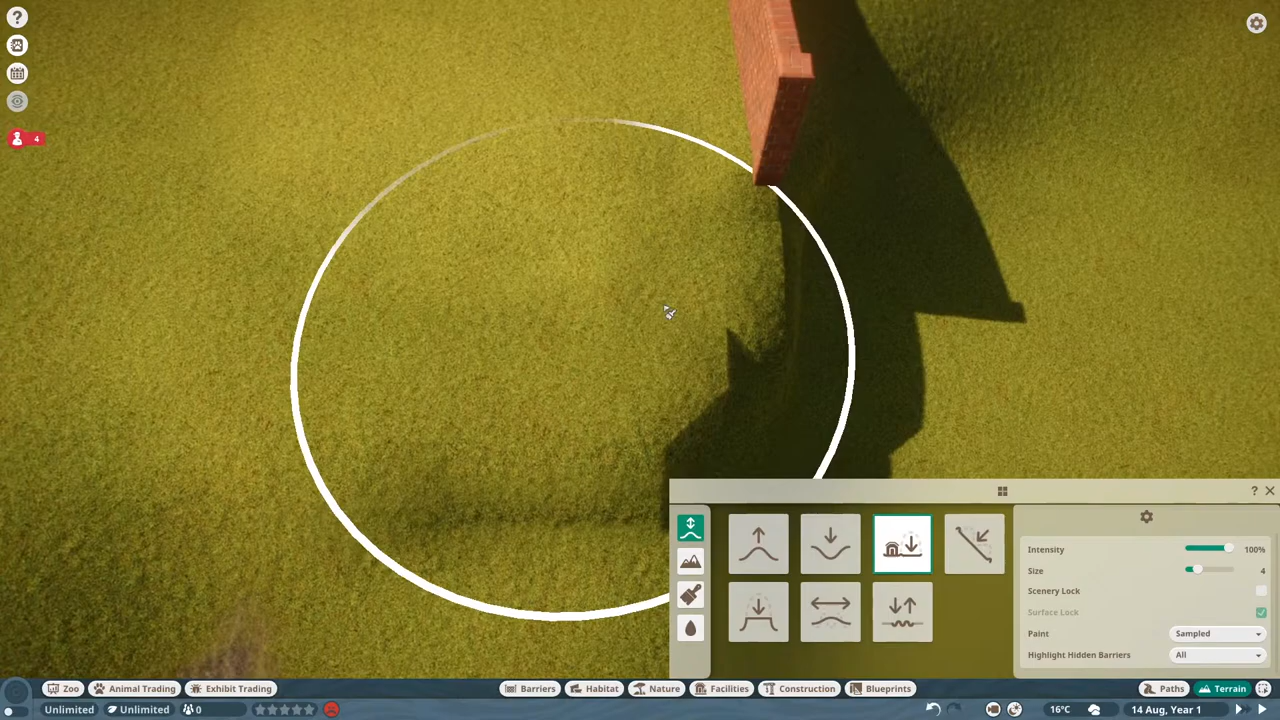 ?
4
?
Intensity 100%
Size 4
Scenery Lock
Surface Lock
Paint Sampled
Highlight Hidden Barriers All
Zoo Animal Trading Exhibit Trading Barriers Habitat Nature Facilities Construction Blueprints Paths Terrain
Unlimited Unlimited 0 16°C 14 Aug, Year 1